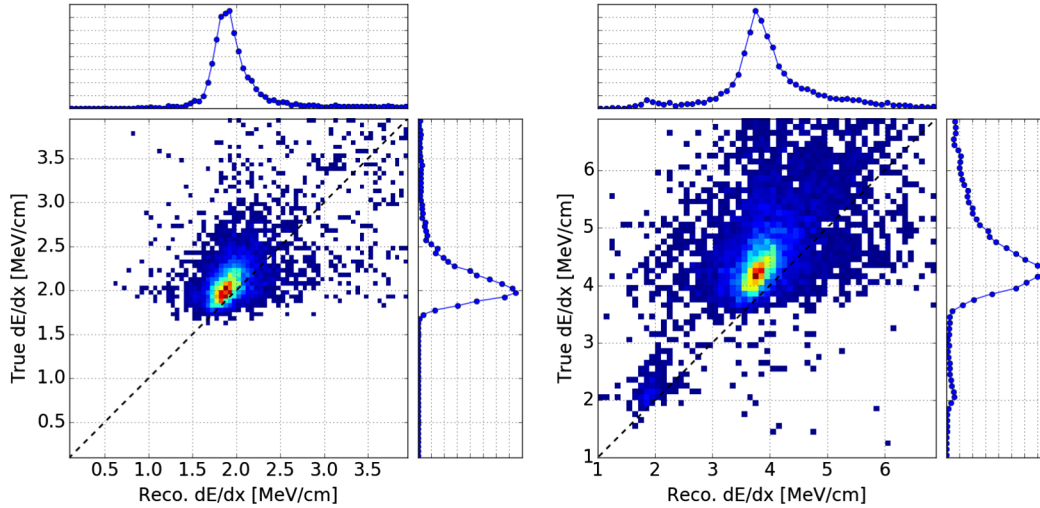 True dE/dx [MeV/cm]
3.5
3.0
2.5
2.0
1.5
1.0
0.5
0.5 1.0 1.5 2.0 2.5 3.0 3.5
Reco. dE/dx [MeV/cm]
True dE/dx [MeV/cm]
6
5
4
3
2
1
1 2 3 4 5 6
Reco. dE/dx [MeV/cm]